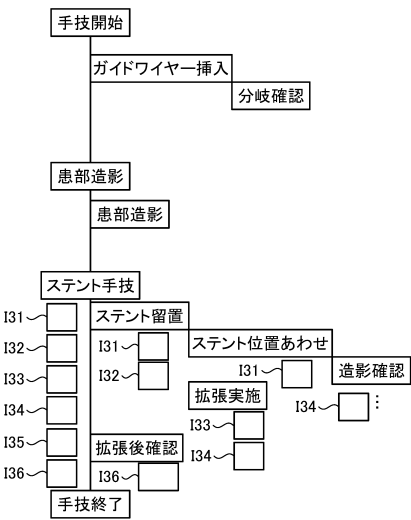 手技開始
ガイドワイヤー挿入
分岐確認
患部造影
患部造影
ステント手技
I31
I32
I33
I34
I35
I36
ステント留置
I31
I32
ステント位置あわせ
I31
造影確認
I34
⋮
拡張実施
I33
I34
拡張後確認
I36
手技終了